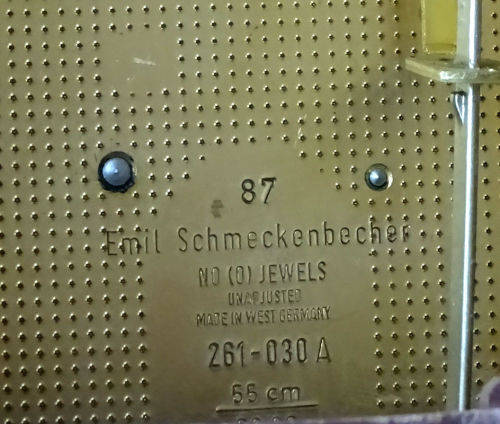 87
Emil Schmeckenbecher
NO (0) JEWELS
UNADJUSTED
MADE IN WEST GERMANY
261-030 A
55 cm